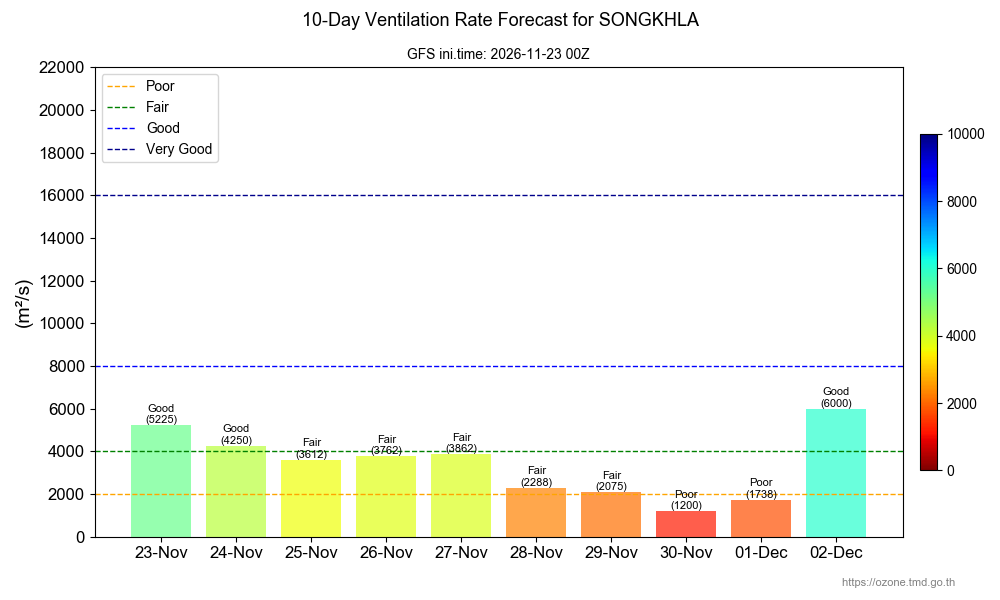 10-Day Ventilation Rate Forecast for SONGKHLA
GFS ini.time: 2026-11-23 00Z
(m²/s)
22000
20000
18000
16000
14000
12000
10000
8000
6000
4000
2000
0
Poor
Fair
Good
Very Good
Good
(5225)
Good
(4250)
Fair
(3612)
Fair
(3762)
Fair
(3862)
Fair
(2288)
Fair
(2075)
Poor
(1200)
Poor
(1738)
Good
(6000)
23-Nov 24-Nov 25-Nov 26-Nov 27-Nov 28-Nov 29-Nov 30-Nov 01-Dec 02-Dec
10000
8000
6000
4000
2000
0
https://ozone.tmd.go.th